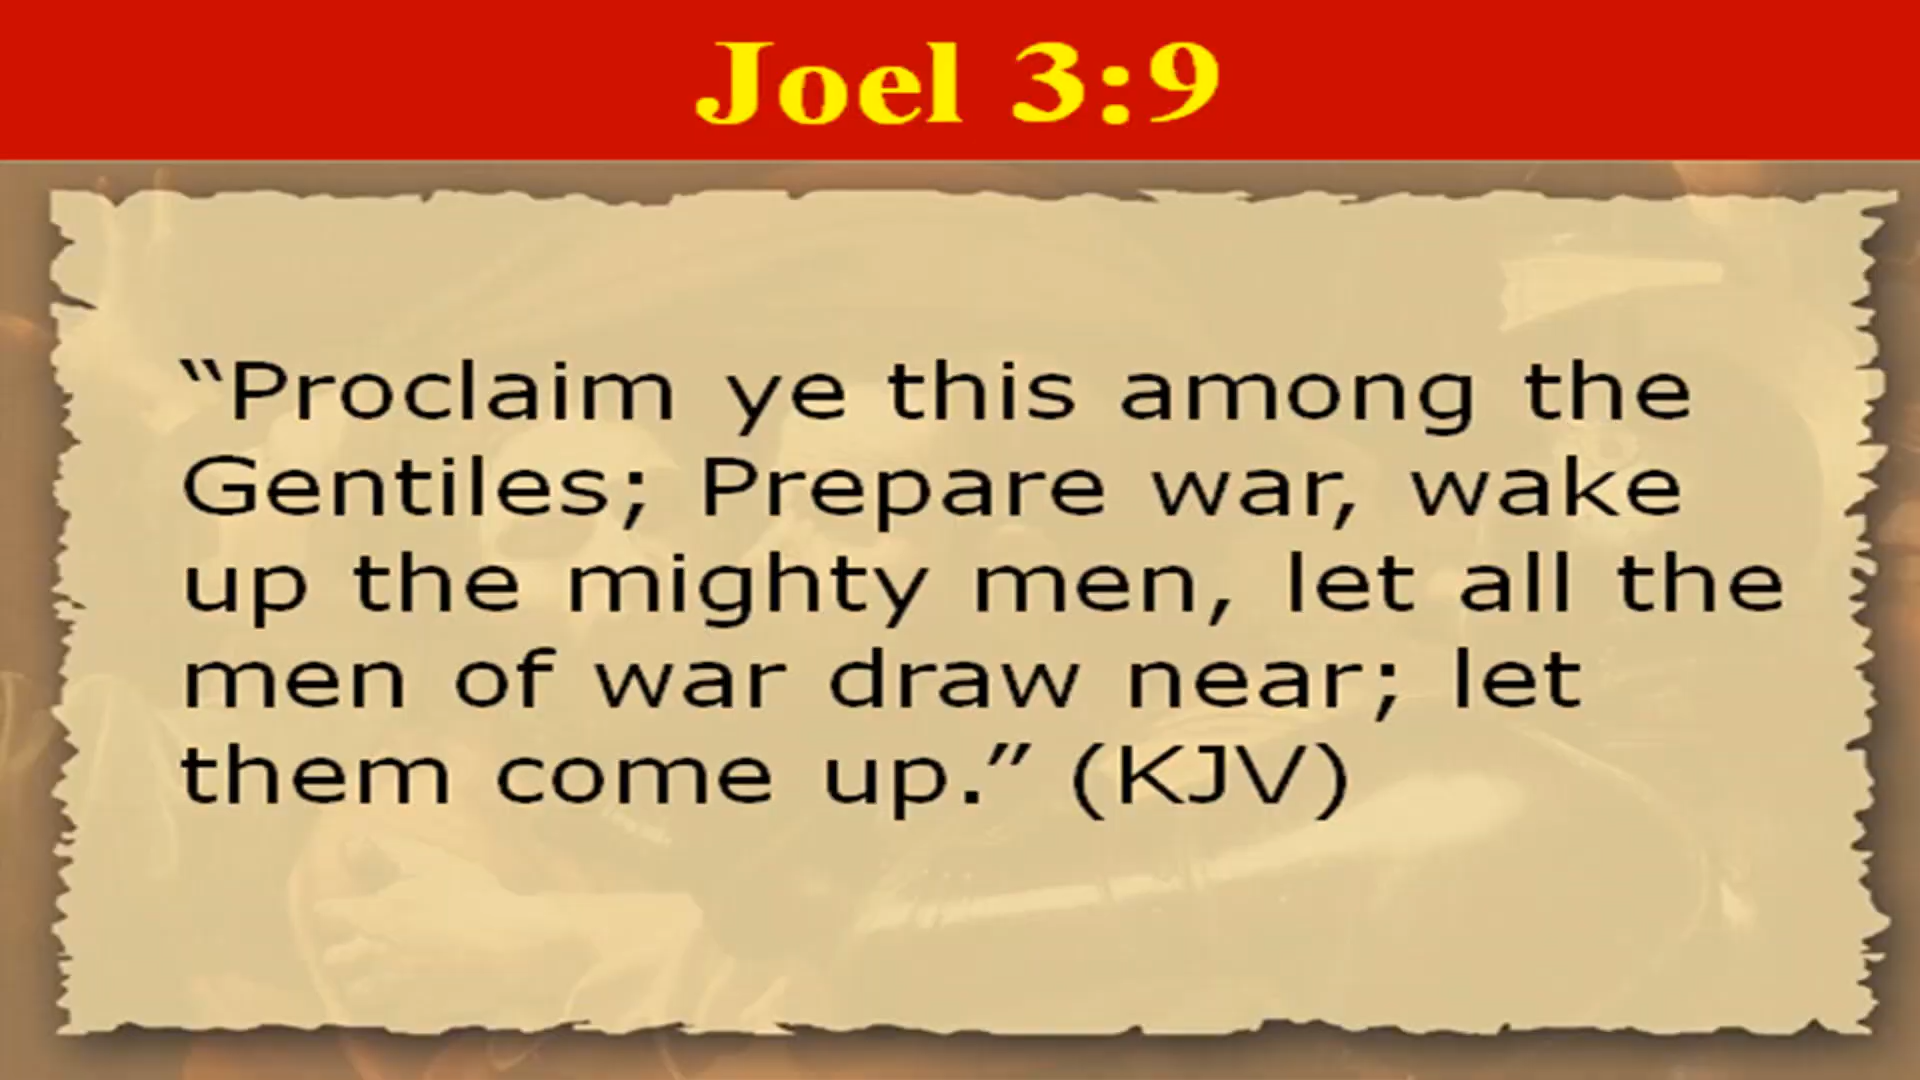 Joel 3:9
“Proclaim ye this among the
Gentiles; Prepare war, wake
up the mighty men, let all the
men of war draw near; let
them come up.” (KJV)